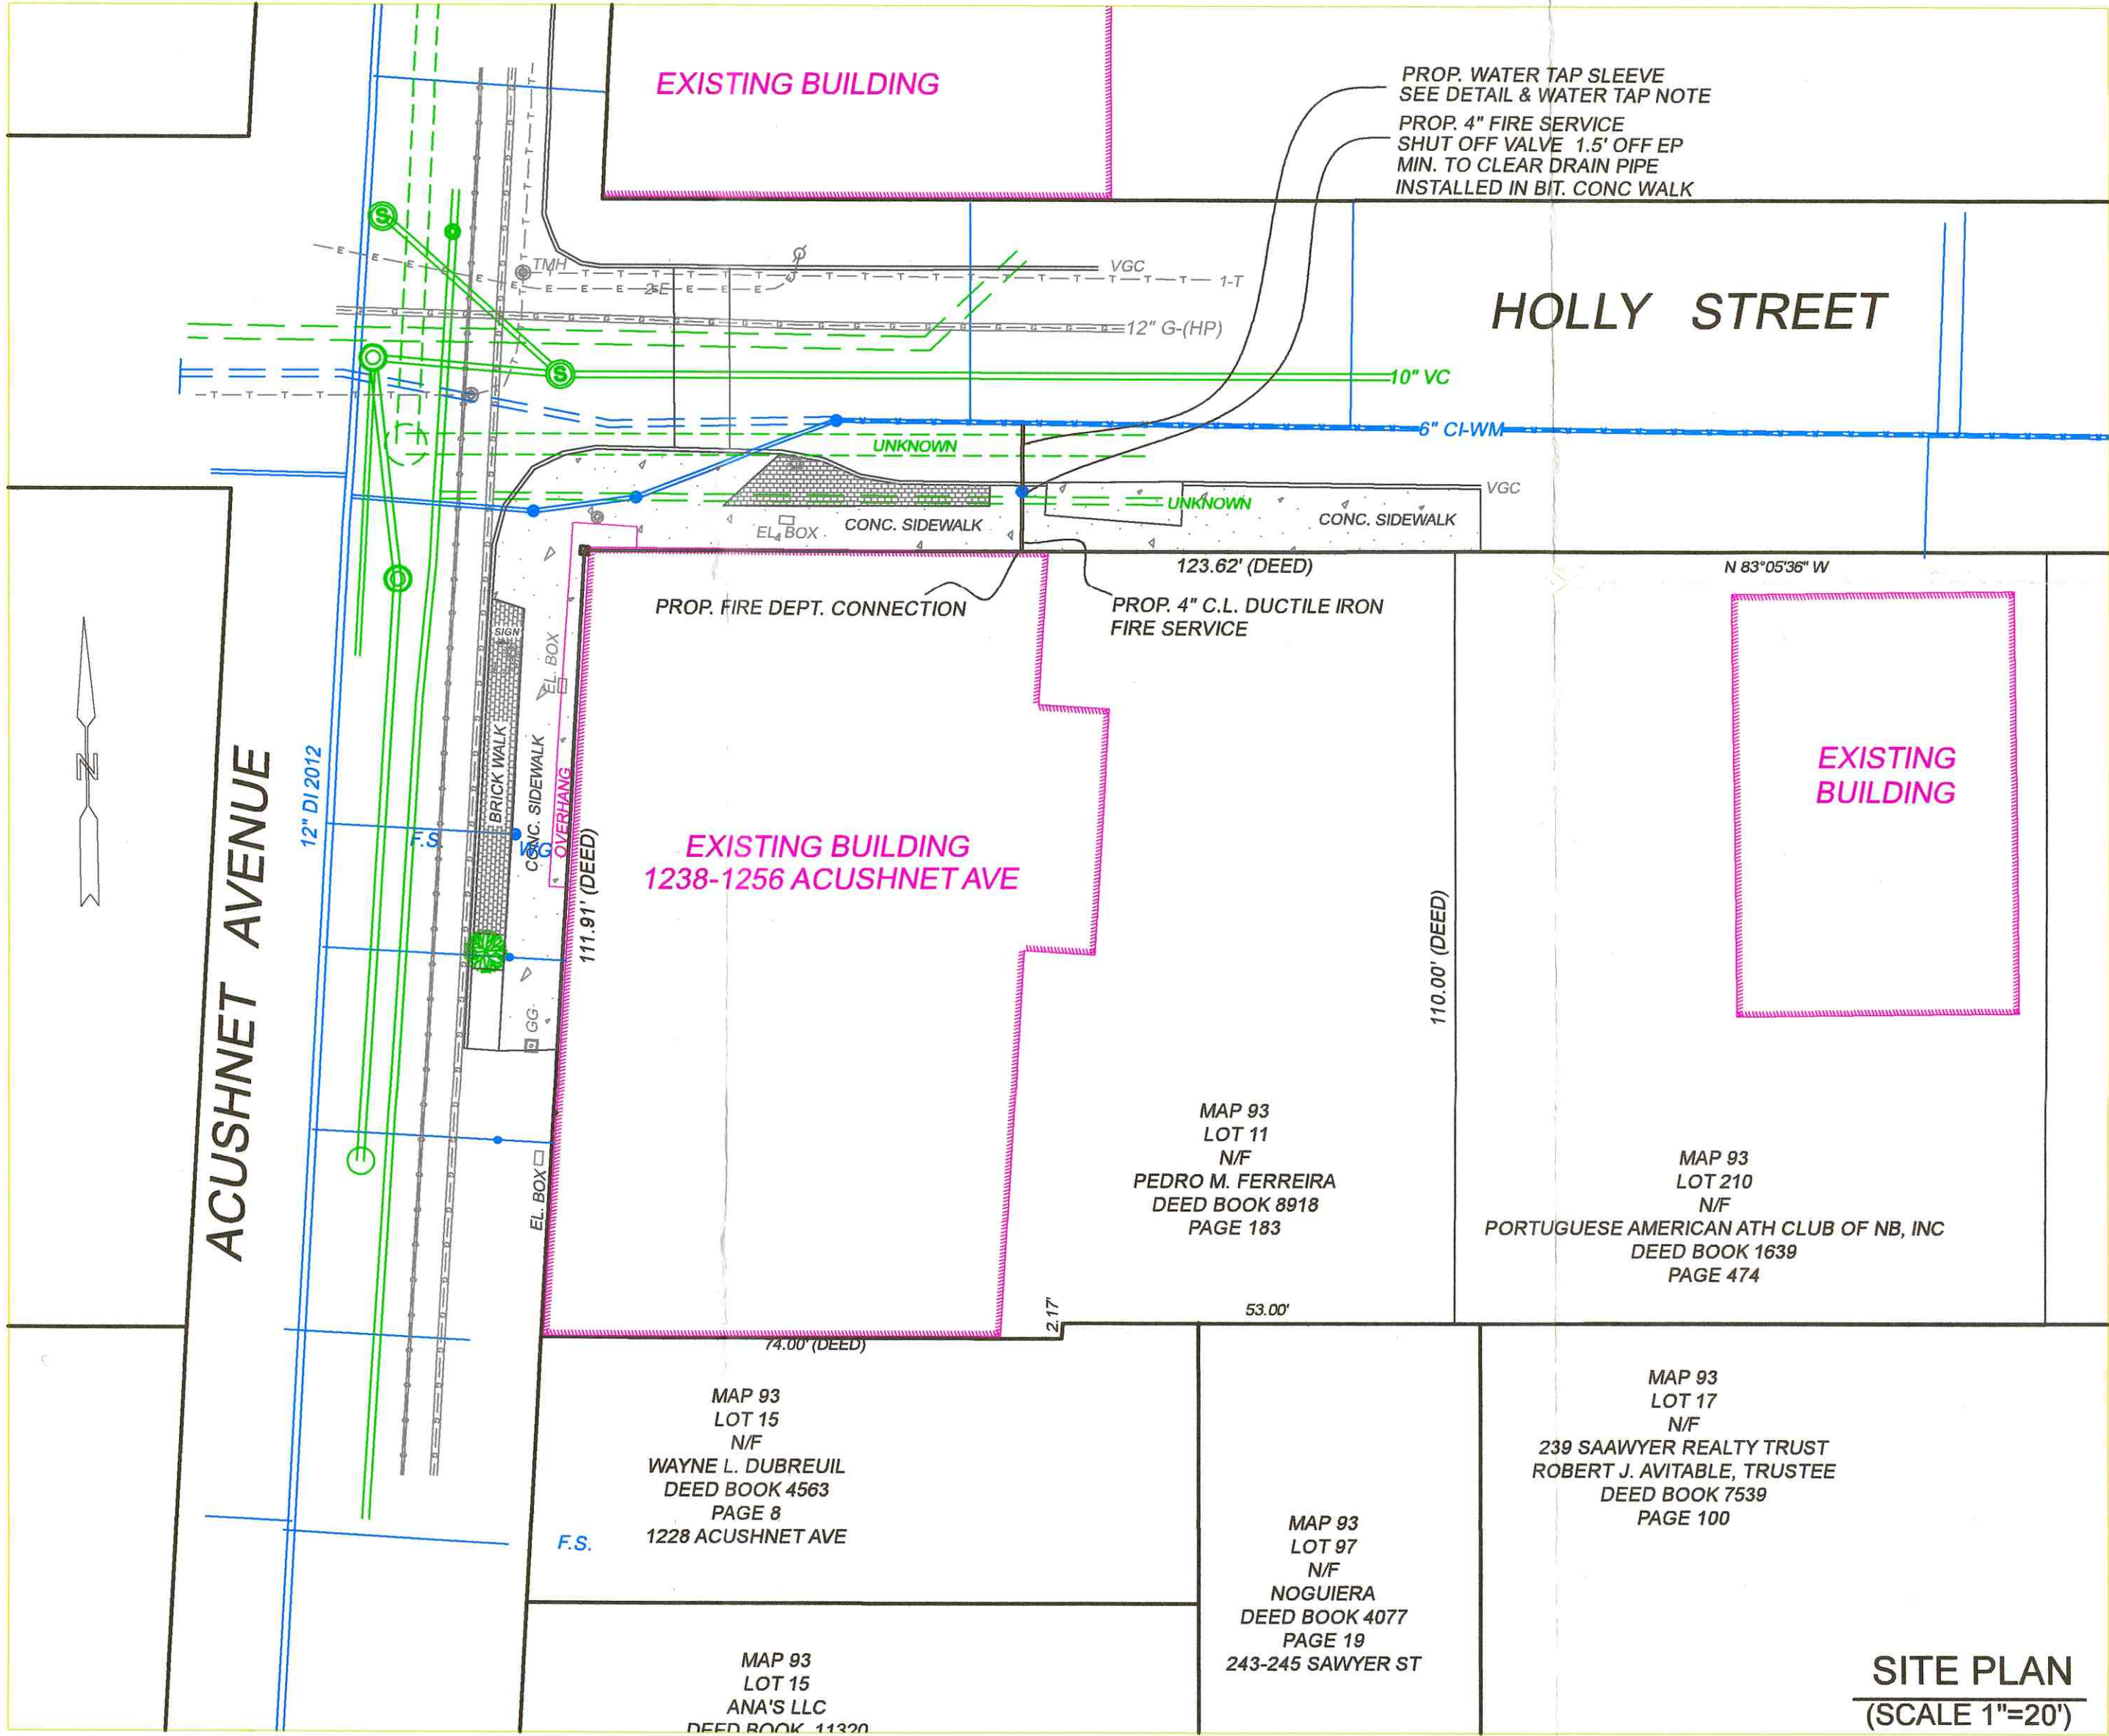 EXISTING BUILDING
PROP. WATER TAP SLEEVE
SEE DETAIL & WATER TAP NOTE
PROP. 4" FIRE SERVICE
SHUT OFF VALVE 1.5' OFF EP
MIN. TO CLEAR DRAIN PIPE
INSTALLED IN BIT. CONC WALK
S
TMH
VGC
2-E
1-T
12" G-(HP)
HOLLY STREET
S
10" VC
6" CI-WM
UNKNOWN
VGC
UNKNOWN
EL. BOX
CONC. SIDEWALK
CONC. SIDEWALK
123.62' (DEED)
N 83°05'36" W
PROP. FIRE DEPT. CONNECTION
PROP. 4" C.L. DUCTILE IRON
FIRE SERVICE
SIGN
EL. BOX
BRICK WALK
CONC. SIDEWALK
OVERHANG
N
ACUSHNET AVENUE
12" DI 2012
F.S.
WG
111.91' (DEED)
EXISTING BUILDING
1238-1256 ACUSHNET AVE
EXISTING
BUILDING
110.00' (DEED)
GG
EL. BOX
MAP 93
LOT 11
N/F
PEDRO M. FERREIRA
DEED BOOK 8918
PAGE 183
MAP 93
LOT 210
N/F
PORTUGUESE AMERICAN ATH CLUB OF NB, INC
DEED BOOK 1639
PAGE 474
2.17'
53.00'
74.00' (DEED)
MAP 93
LOT 15
N/F
WAYNE L. DUBREUIL
DEED BOOK 4563
PAGE 8
1228 ACUSHNET AVE
F.S.
MAP 93
LOT 17
N/F
239 SAAWYER REALTY TRUST
ROBERT J. AVITABLE, TRUSTEE
DEED BOOK 7539
PAGE 100
MAP 93
LOT 97
N/F
NOGUIERA
DEED BOOK 4077
PAGE 19
243-245 SAWYER ST
MAP 93
LOT 15
ANA'S LLC
DEED BOOK 11320
SITE PLAN
(SCALE 1"=20')